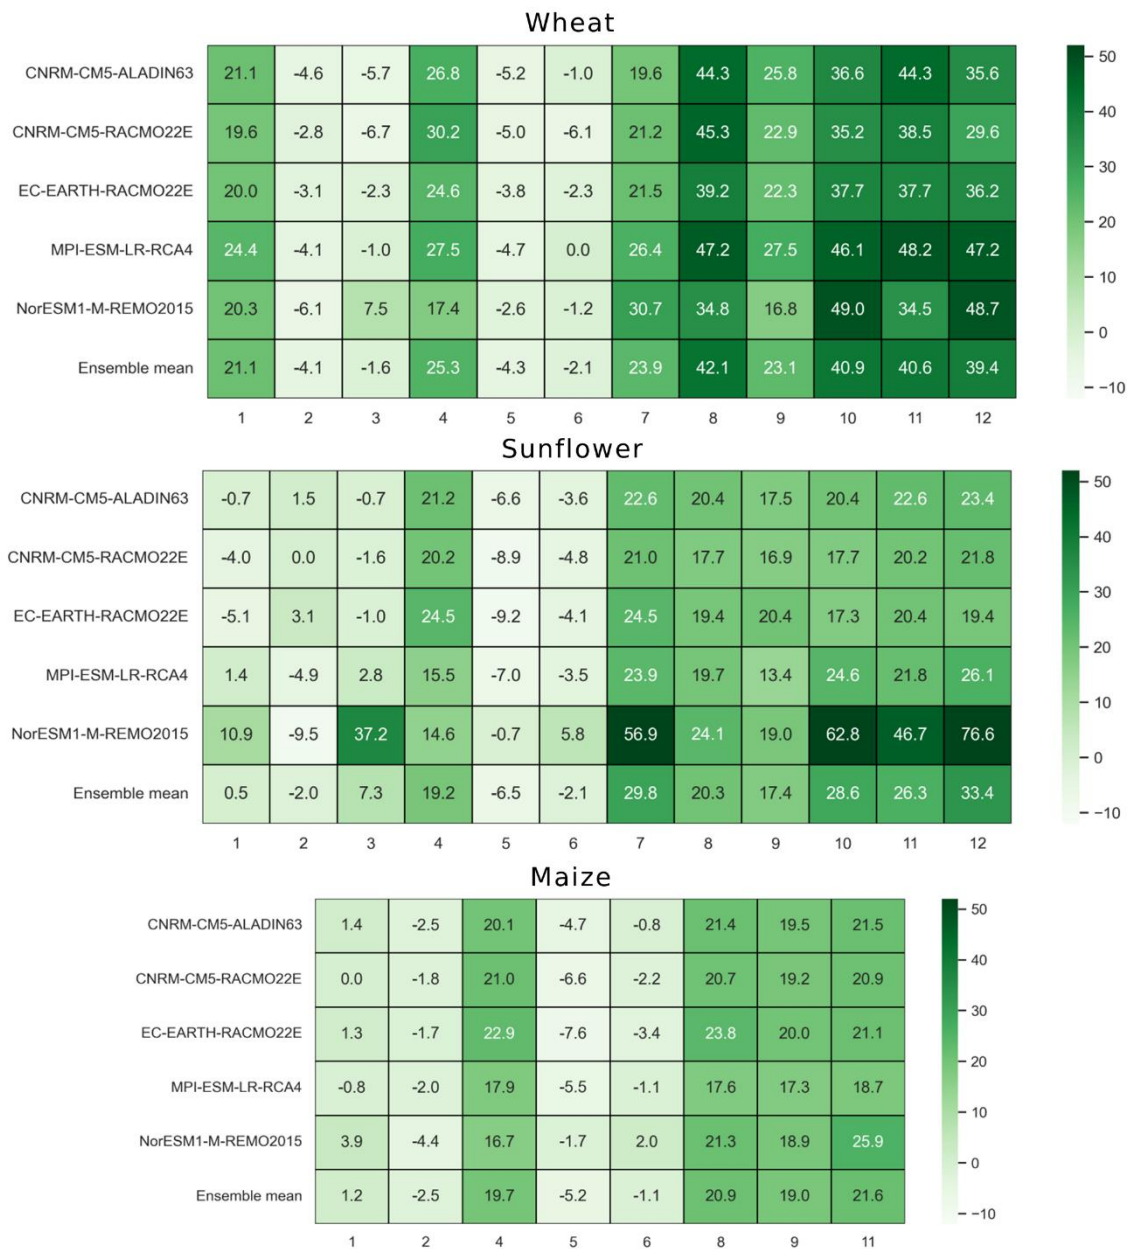 Wheat
CNRM-CM5-ALADIN63 21.1 -4.6 -5.7 26.8 -5.2 -1.0 19.6 44.3 25.8 36.6 44.3 35.6
CNRM-CM5-RACMO22E 19.6 -2.8 -6.7 30.2 -5.0 -6.1 21.2 45.3 22.9 35.2 38.5 29.6
EC-EARTH-RACMO22E 20.0 -3.1 -2.3 24.6 -3.8 -2.3 21.5 39.2 22.3 37.7 37.7 36.2
MPI-ESM-LR-RCA4 24.4 -4.1 -1.0 27.5 -4.7 0.0 26.4 47.2 27.5 46.1 48.2 47.2
NorESM1-M-REMO2015 20.3 -6.1 7.5 17.4 -2.6 -1.2 30.7 34.8 16.8 49.0 34.5 48.7
Ensemble mean 21.1 -4.1 -1.6 25.3 -4.3 -2.1 23.9 42.1 23.1 40.9 40.6 39.4
1 2 3 4 5 6 7 8 9 10 11 12
50
40
30
20
10
0
−10
Sunflower
CNRM-CM5-ALADIN63 -0.7 1.5 -0.7 21.2 -6.6 -3.6 22.6 20.4 17.5 20.4 22.6 23.4
CNRM-CM5-RACMO22E -4.0 0.0 -1.6 20.2 -8.9 -4.8 21.0 17.7 16.9 17.7 20.2 21.8
EC-EARTH-RACMO22E -5.1 3.1 -1.0 24.5 -9.2 -4.1 24.5 19.4 20.4 17.3 20.4 19.4
MPI-ESM-LR-RCA4 1.4 -4.9 2.8 15.5 -7.0 -3.5 23.9 19.7 13.4 24.6 21.8 26.1
NorESM1-M-REMO2015 10.9 -9.5 37.2 14.6 -0.7 5.8 56.9 24.1 19.0 62.8 46.7 76.6
Ensemble mean 0.5 -2.0 7.3 19.2 -6.5 -2.1 29.8 20.3 17.4 28.6 26.3 33.4
1 2 3 4 5 6 7 8 9 10 11 12
50
40
30
20
10
0
−10
Maize
CNRM-CM5-ALADIN63 1.4 -2.5 20.1 -4.7 -0.8 21.4 19.5 21.5
CNRM-CM5-RACMO22E 0.0 -1.8 21.0 -6.6 -2.2 20.7 19.2 20.9
EC-EARTH-RACMO22E 1.3 -1.7 22.9 -7.6 -3.4 23.8 20.0 21.1
MPI-ESM-LR-RCA4 -0.8 -2.0 17.9 -5.5 -1.1 17.6 17.3 18.7
NorESM1-M-REMO2015 3.9 -4.4 16.7 -1.7 2.0 21.3 18.9 25.9
Ensemble mean 1.2 -2.5 19.7 -5.2 -1.1 20.9 19.0 21.6
1 2 4 5 6 8 9 11
50
40
30
20
10
0
−10